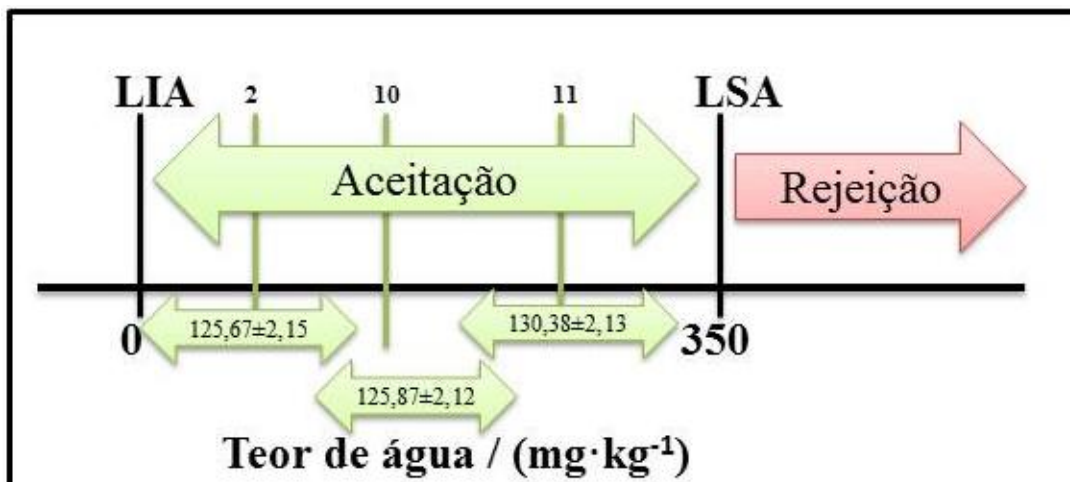 LIA 2 10 11 LSA
Aceitação Rejeição
0 125,67±2,15 130,38±2,13 350
125,87±2,12
Teor de água / (mg·kg⁻¹)